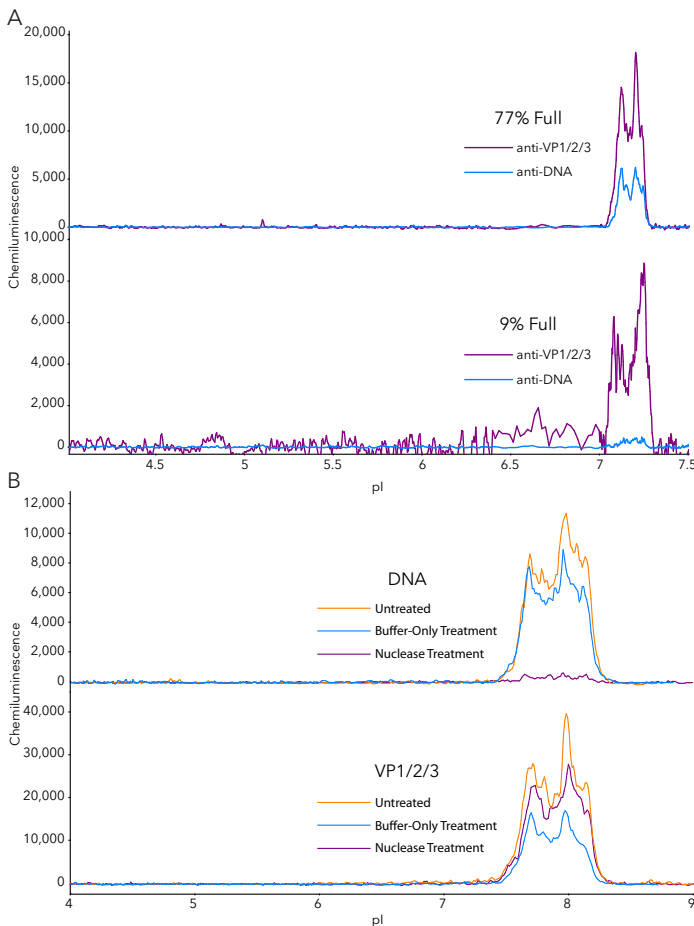 A
20,000
15,000
10,000
5,000
0
Chemiluminescence
77% Full
anti-VP1/2/3
anti-DNA
10,000
8,000
6,000
4,000
2,000
0
9% Full
anti-VP1/2/3
anti-DNA
4.5
5
5.5
6
6.5
7
7.5
pI
B
12,000
10,000
8,000
6,000
4,000
2,000
0
Chemiluminescence
DNA
Untreated
Buffer-Only Treatment
Nuclease Treatment
40,000
30,000
20,000
10,000
0
VP1/2/3
Untreated
Buffer-Only Treatment
Nuclease Treatment
4
5
6
7
8
9
pI